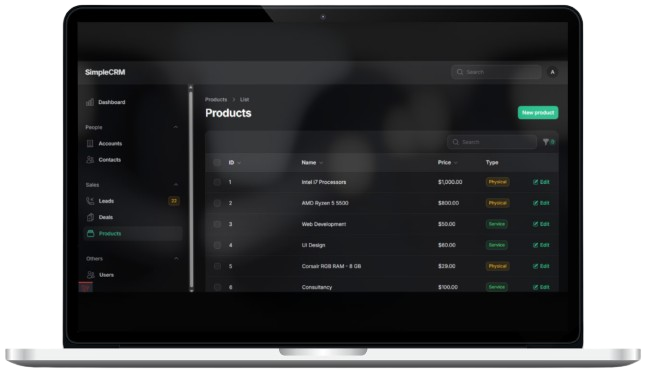 SimpleCRM
Search
A
Dashboard
People
Accounts
Contacts
Sales
Leads
Deals
Products
Others
Users
Products > List
Products
New product
Search
ID Name Price Type
1 Intel i7 Processors $1,000.00 Physical Edit
2 AMD Ryzen 5 5500 $800.00 Physical Edit
3 Web Development $50.00 Service Edit
4 UI Design $60.00 Service Edit
5 Corsair RGB RAM - 8 GB $29.00 Physical Edit
6 Consultancy $100.00 Service Edit